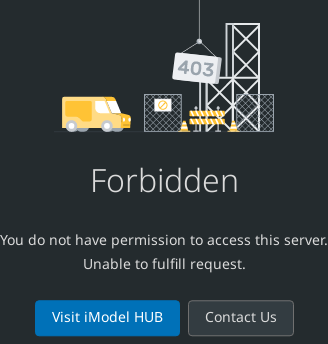 403
Forbidden
You do not have permission to access this server.
Unable to fulfill request.
Visit iModel HUB
Contact Us